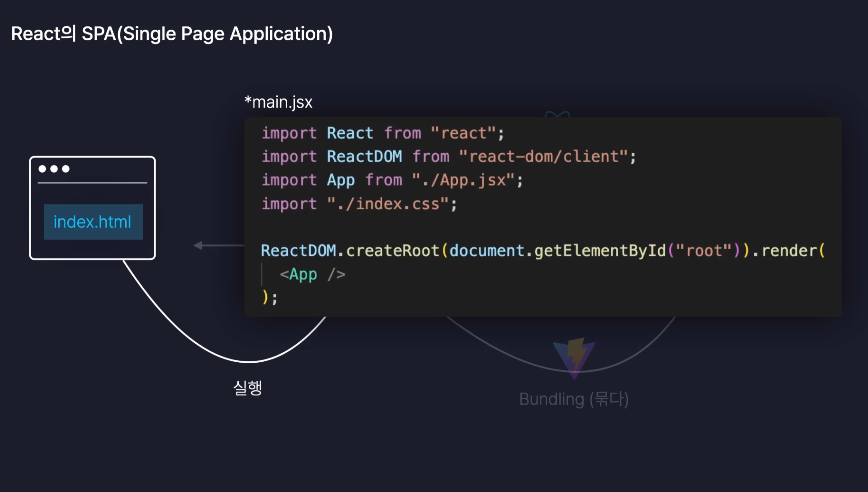 React의 SPA(Single Page Application)
*main.jsx
import React from "react";
import ReactDOM from "react-dom/client";
import App from "./App.jsx";
import "./index.css";
ReactDOM.createRoot(document.getElementById("root")).render(
<App />
);
index.html
실행
Bundling (묶다)